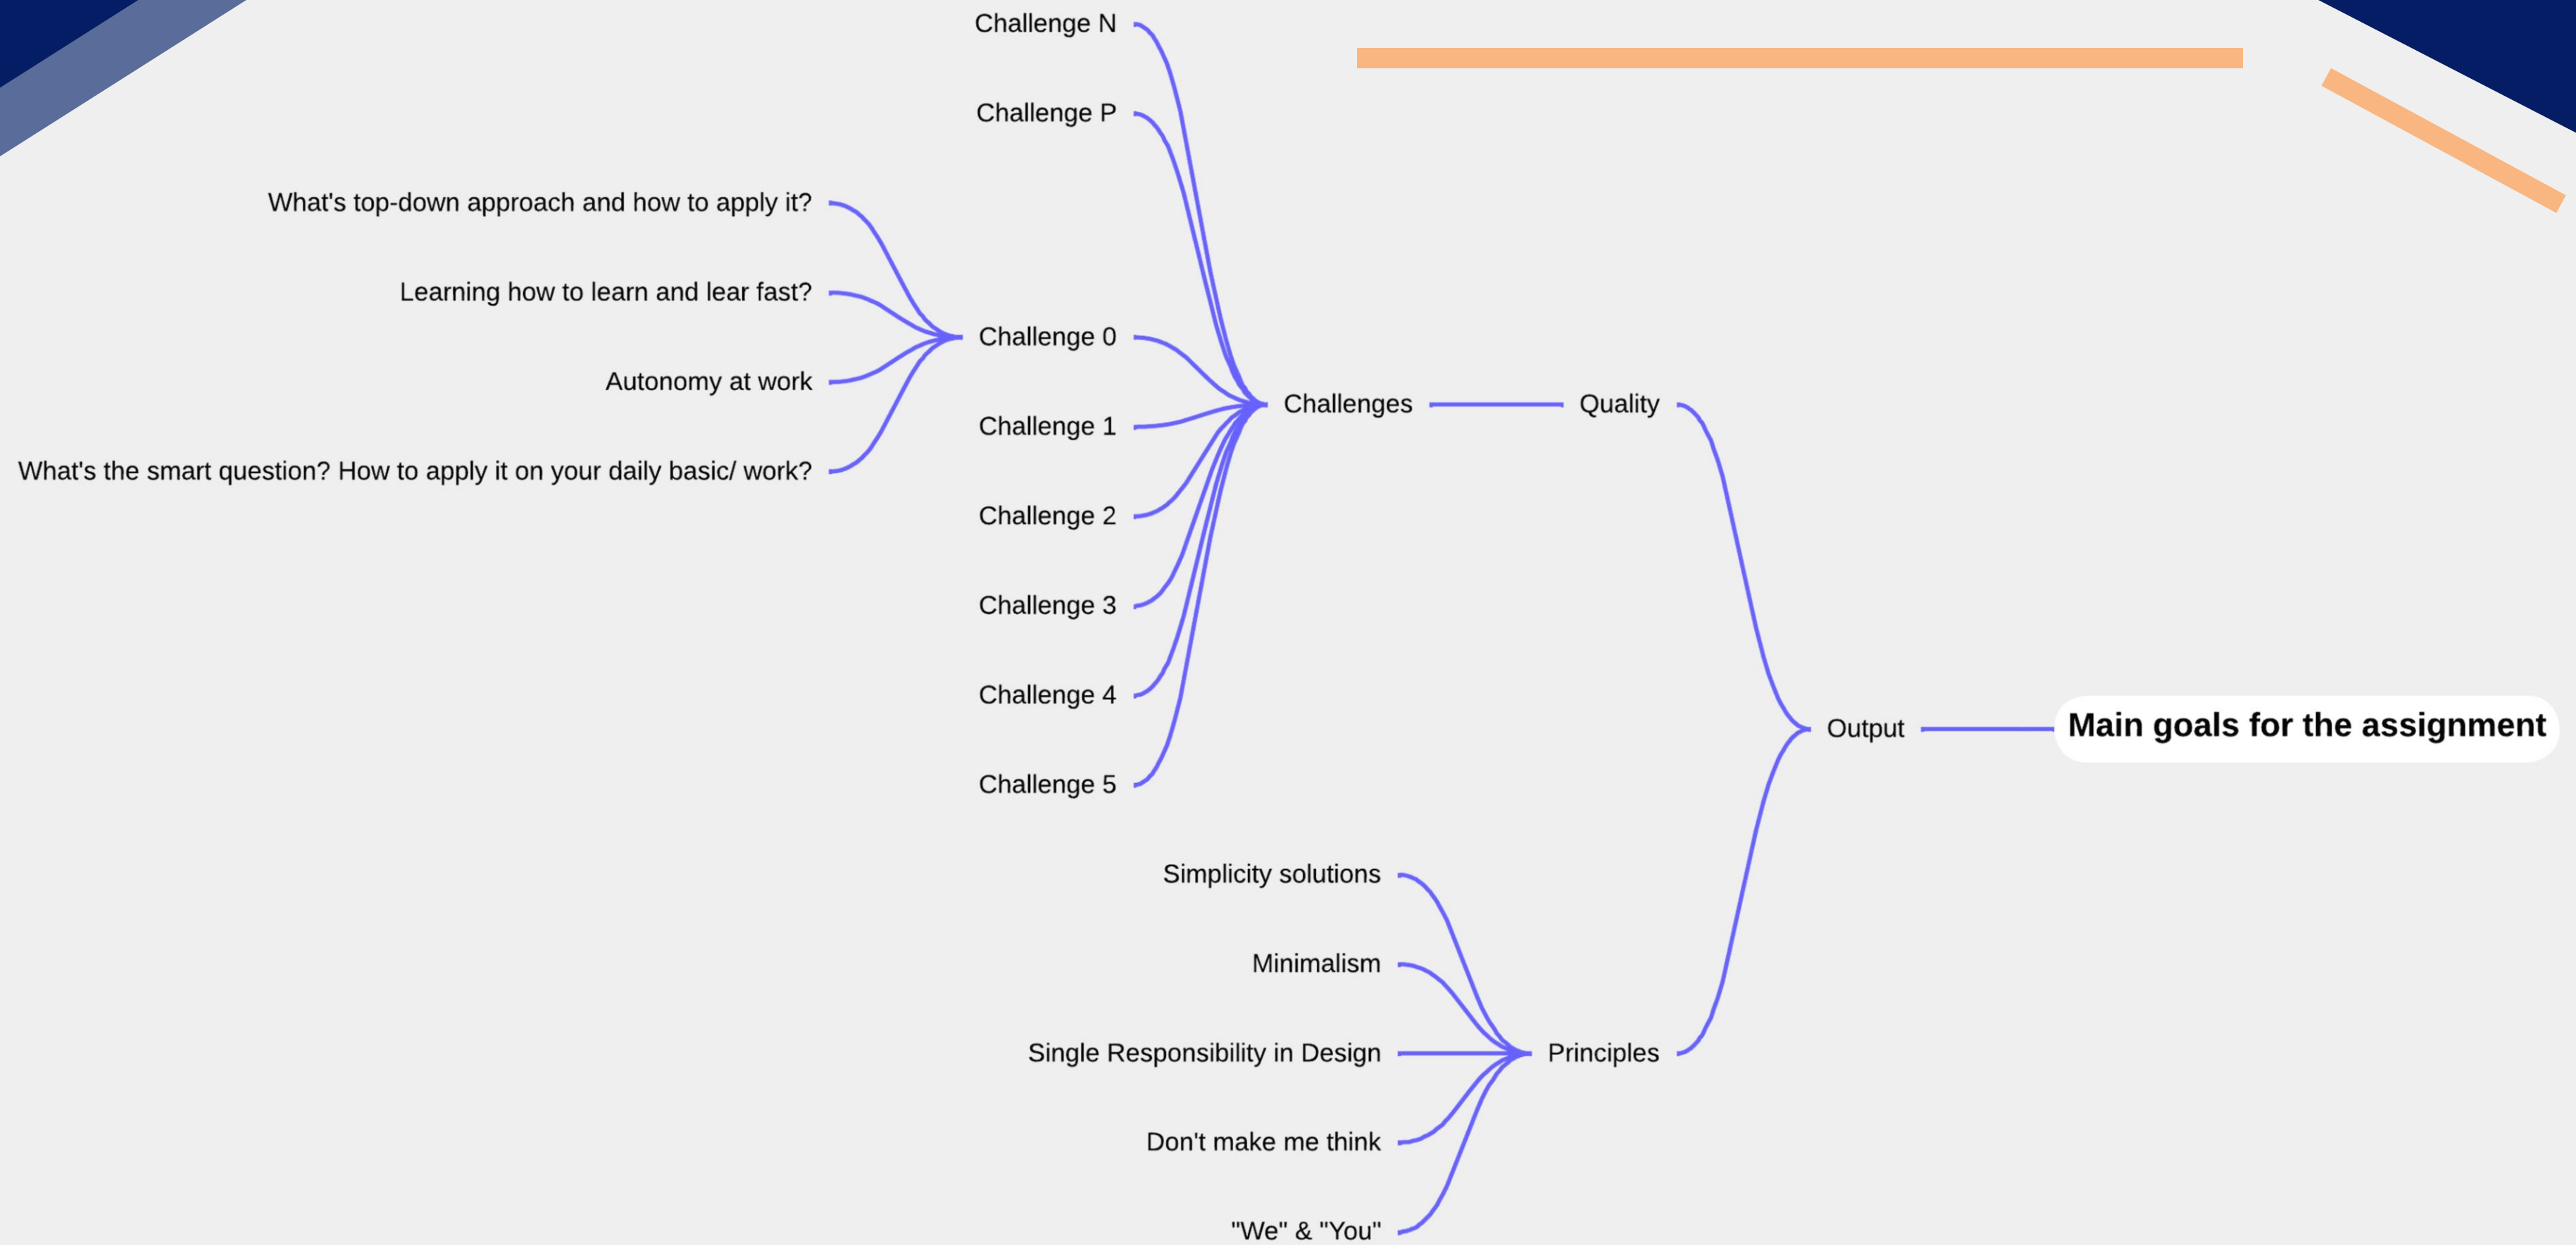 Challenge N
Challenge P
What's top-down approach and how to apply it?
Learning how to learn and lear fast?
Challenge 0
Autonomy at work
Challenges
Quality
Challenge 1
What's the smart question? How to apply it on your daily basic/ work?
Challenge 2
Challenge 3
Challenge 4
Output
Main goals for the assignment
Challenge 5
Simplicity solutions
Minimalism
Single Responsibility in Design
Principles
Don't make me think
"We" & "You"